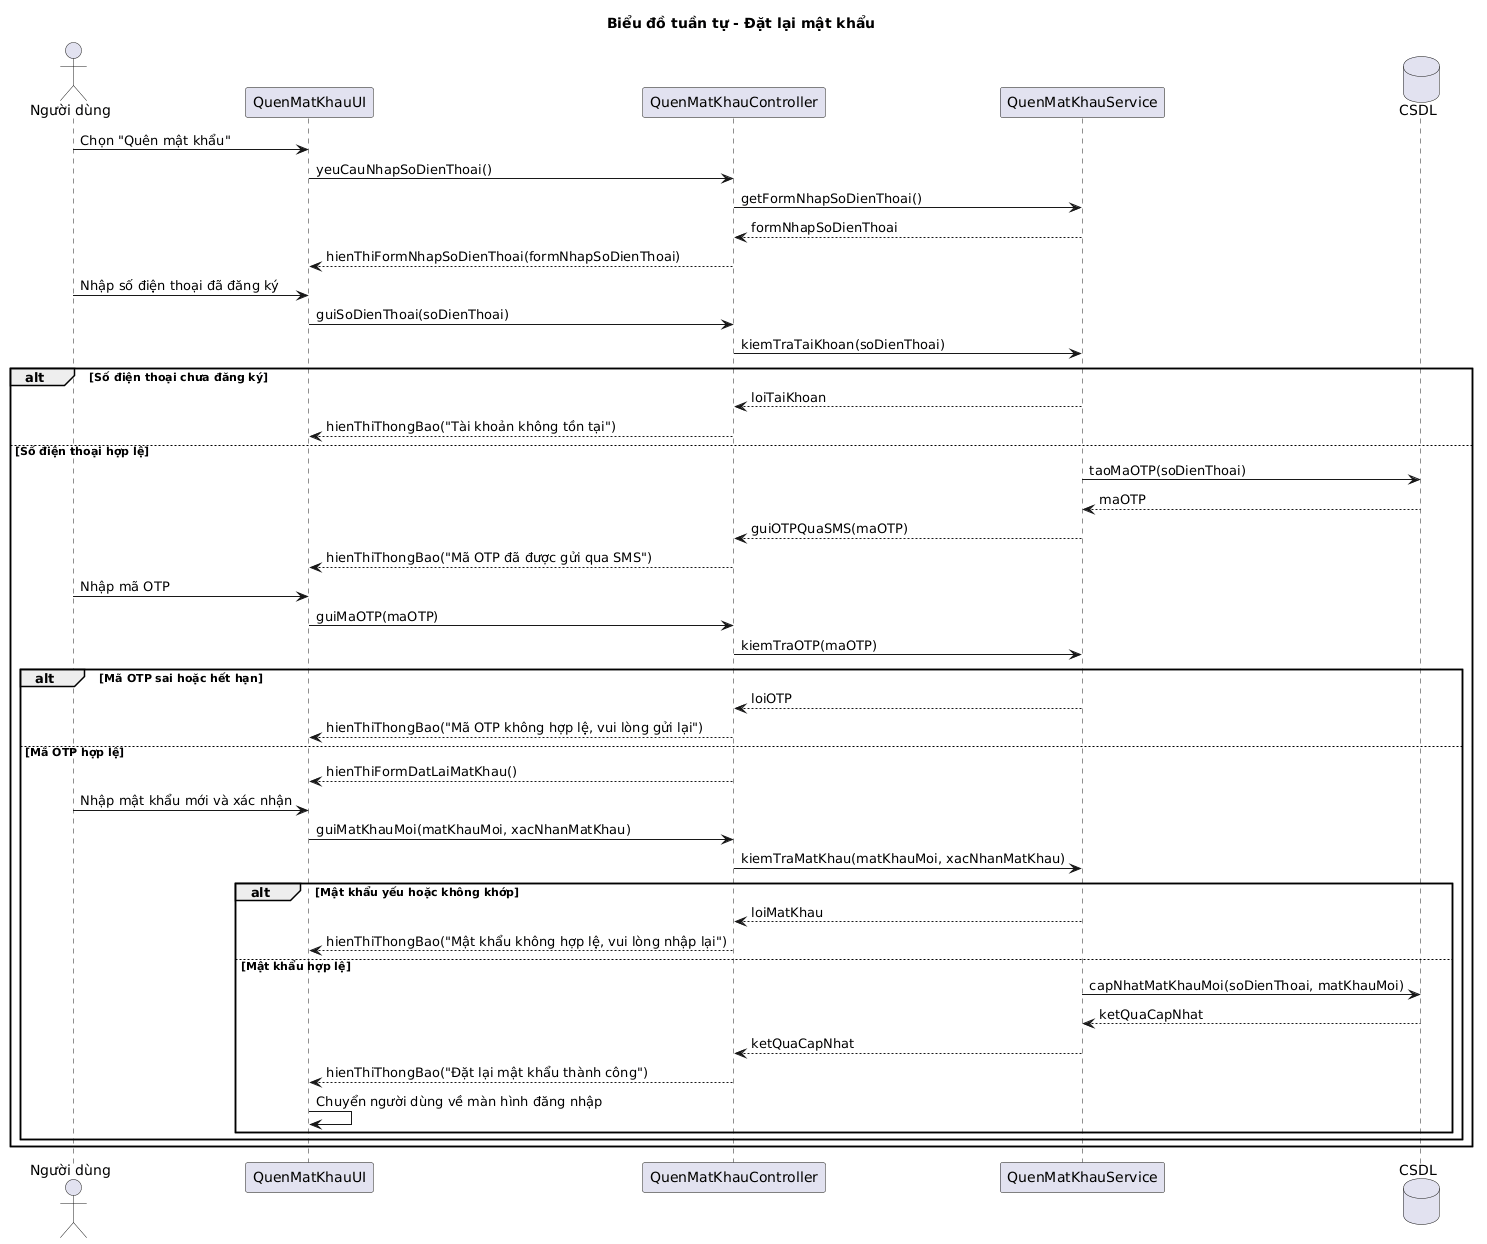 Biểu đồ tuần tự - Đặt lại mật khẩu
Người dùng
QuenMatKhauUI
QuenMatKhauController
QuenMatKhauService
CSDL
Chọn "Quên mật khẩu"
yeuCauNhapSoDienThoai()
getFormNhapSoDienThoai()
formNhapSoDienThoai
hienThiFormNhapSoDienThoai(formNhapSoDienThoai)
Nhập số điện thoại đã đăng ký
guiSoDienThoai(soDienThoai)
kiemTraTaiKhoan(soDienThoai)
alt [Số điện thoại chưa đăng ký]
loiTaiKhoan
hienThiThongBao("Tài khoản không tồn tại")
[Số điện thoại hợp lệ]
taoMaOTP(soDienThoai)
maOTP
guiOTPQuaSMS(maOTP)
hienThiThongBao("Mã OTP đã được gửi qua SMS")
Nhập mã OTP
guiMaOTP(maOTP)
kiemTraOTP(maOTP)
alt [Mã OTP sai hoặc hết hạn]
loiOTP
hienThiThongBao("Mã OTP không hợp lệ, vui lòng gửi lại")
[Mã OTP hợp lệ]
hienThiFormDatLaiMatKhau()
Nhập mật khẩu mới và xác nhận
guiMatKhauMoi(matKhauMoi, xacNhanMatKhau)
kiemTraMatKhau(matKhauMoi, xacNhanMatKhau)
alt [Mật khẩu yếu hoặc không khớp]
loiMatKhau
hienThiThongBao("Mật khẩu không hợp lệ, vui lòng nhập lại")
[Mật khẩu hợp lệ]
capNhatMatKhauMoi(soDienThoai, matKhauMoi)
ketQuaCapNhat
ketQuaCapNhat
hienThiThongBao("Đặt lại mật khẩu thành công")
Chuyển người dùng về màn hình đăng nhập
Người dùng
QuenMatKhauUI
QuenMatKhauController
QuenMatKhauService
CSDL